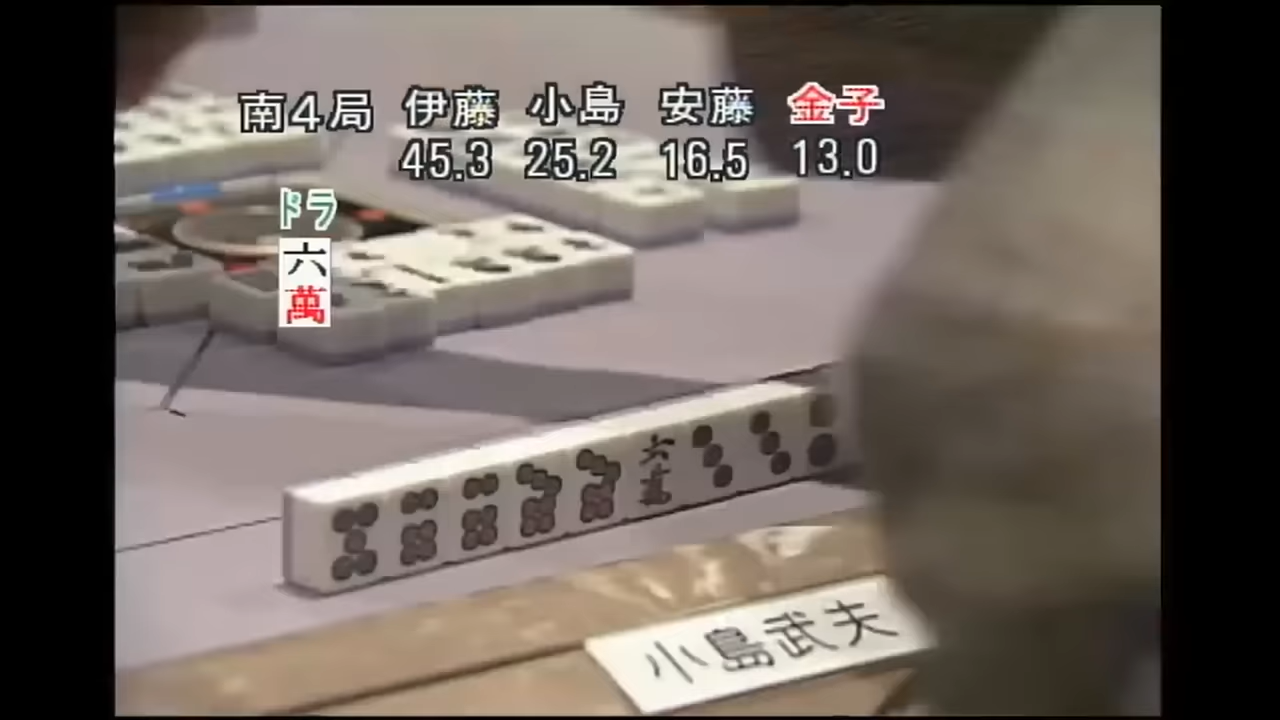 南4局 伊藤 小島 安藤 金子
45.3 25.2 16.5 13.0
ドラ
六
萬
六
萬
小島武夫